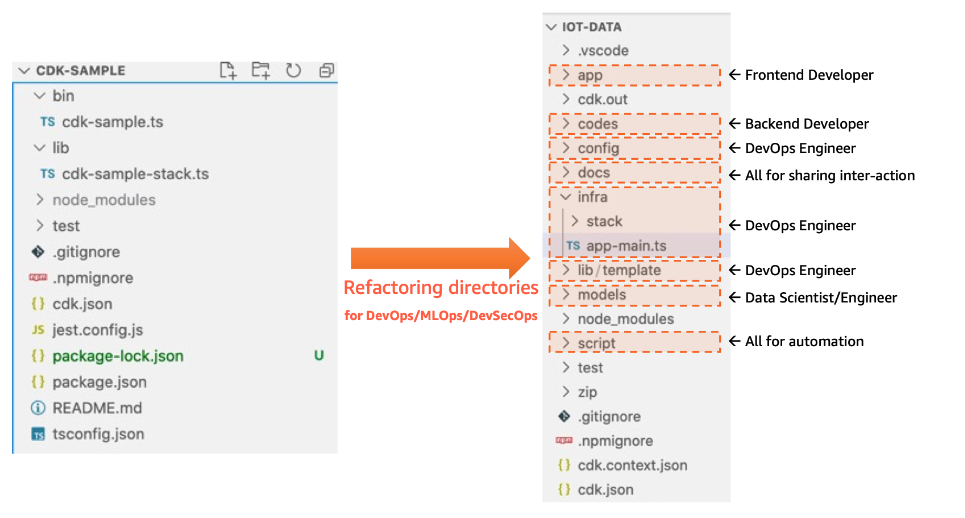 CDK-SAMPLE
bin
TS cdk-sample.ts
lib
TS cdk-sample-stack.ts
node_modules
test
.gitignore
npm .npmignore
{} cdk.json
JS jest.config.js
{} package-lock.json U
{} package.json
README.md
TS tsconfig.json
Refactoring directories
for DevOps/MLOps/DevSecOps
IOT-DATA
.vscode
app ← Frontend Developer
cdk.out
codes ← Backend Developer
config ← DevOps Engineer
docs ← All for sharing inter-action
infra
stack ← DevOps Engineer
TS app-main.ts
lib/template ← DevOps Engineer
models ← Data Scientist/Engineer
node_modules
script ← All for automation
test
zip
.gitignore
npm .npmignore
{} cdk.context.json
{} cdk.json